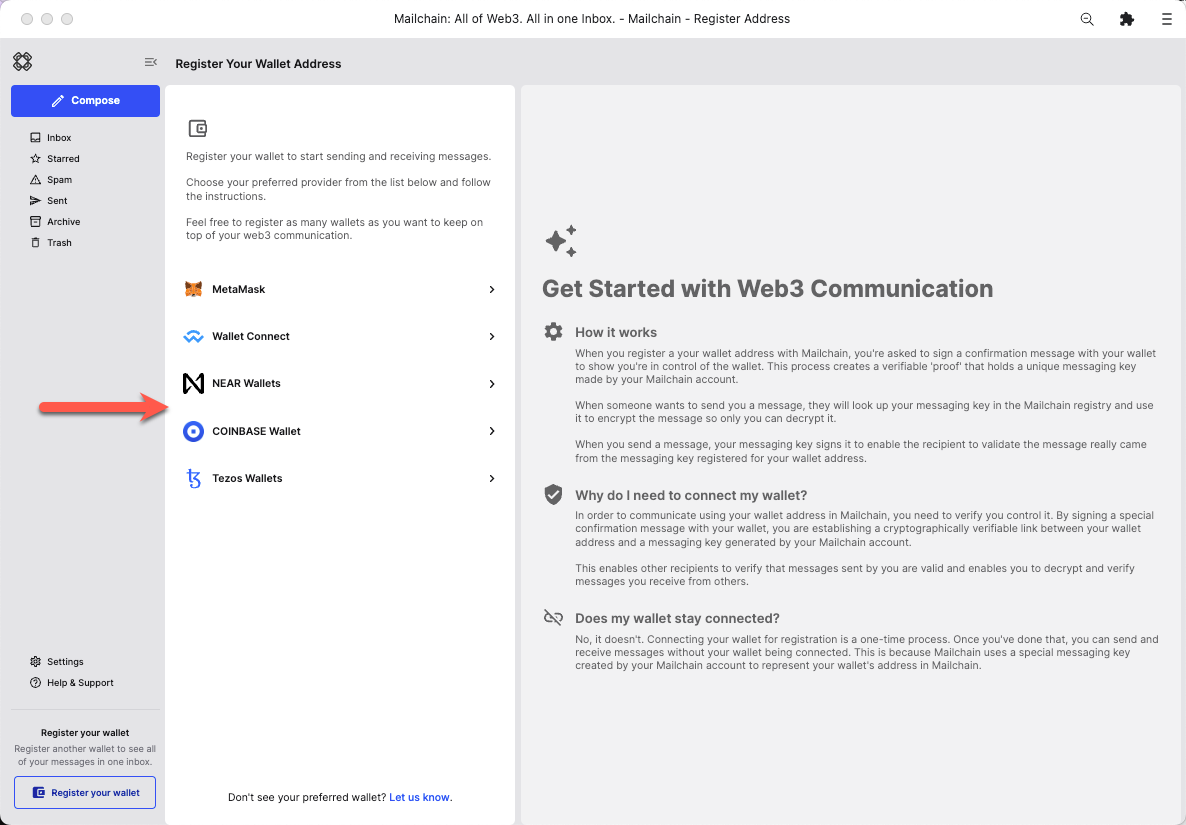 Mailchain: All of Web3. All in one Inbox. - Mailchain - Register Address
Register Your Wallet Address
Compose
Inbox
Starred
Spam
Sent
Archive
Trash
Settings
Help & Support
Register your wallet
Register another wallet to see all
of your messages in one inbox.
Register your wallet
Register your wallet to start sending and receiving messages.
Choose your preferred provider from the list below and follow
the instructions.
Feel free to register as many wallets as you want to keep on
top of your web3 communication.
MetaMask
Wallet Connect
NEAR Wallets
COINBASE Wallet
Tezos Wallets
Don't see your preferred wallet? Let us know.
Get Started with Web3 Communication
How it works
When you register a your wallet address with Mailchain, you're asked to sign a confirmation message with your wallet
to show you're in control of the wallet. This process creates a verifiable 'proof' that holds a unique messaging key
made by your Mailchain account.
When someone wants to send you a message, they will look up your messaging key in the Mailchain registry and use
it to encrypt the message so only you can decrypt it.
When you send a message, your messaging key signs it to enable the recipient to validate the message really came
from the messaging key registered for your wallet address.
Why do I need to connect my wallet?
In order to communicate using your wallet address in Mailchain, you need to verify you control it. By signing a special
confirmation message with your wallet, you are establishing a cryptographically verifiable link between your wallet
address and a messaging key generated by your Mailchain account.
This enables other recipients to verify that messages sent by you are valid and enables you to decrypt and verify
messages you receive from others.
Does my wallet stay connected?
No, it doesn't. Connecting your wallet for registration is a one-time process. Once you've done that, you can send and
receive messages without your wallet being connected. This is because Mailchain uses a special messaging key
created by your Mailchain account to represent your wallet's address in Mailchain.